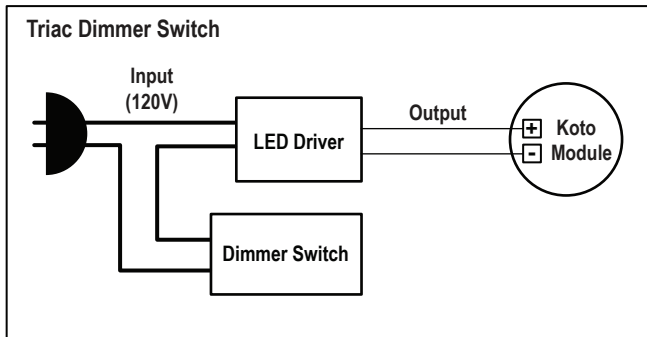 Triac Dimmer Switch
Input
(120V)
LED Driver
Output
+ Koto
- Module
Dimmer Switch